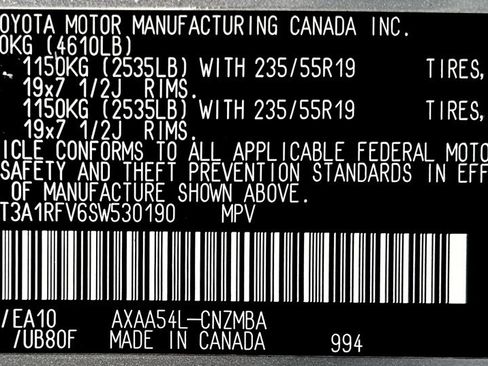 OYOTA MOTOR MANUFACTURING CANADA INC.
0KG (4610LB)
1150KG (2535LB) WITH 235/55R19 TIRES,
19x7 1/2J RIMS.
1150KG (2535LB) WITH 235/55R19 TIRES,
19x7 1/2J RIMS.
ICLE CONFORMS TO ALL APPLICABLE FEDERAL MOTO
SAFETY AND THEFT PREVENTION STANDARDS IN EFF
OF MANUFACTURE SHOWN ABOVE.
T3A1RFV6SW530190 MPV
/EA10 AXAA54L-CNZMBA
/UB80F MADE IN CANADA 994